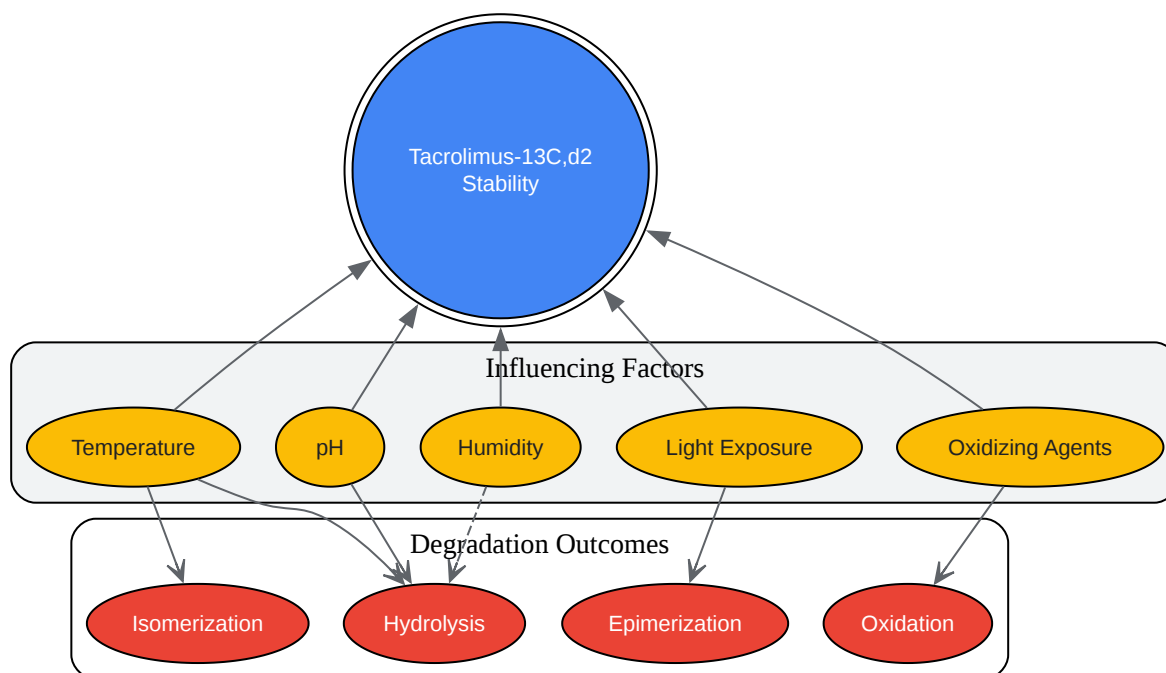 Tacrolimus-13C,d2
Stability
Influencing Factors
Temperature
pH
Humidity
Light Exposure
Oxidizing Agents
Degradation Outcomes
Isomerization
Hydrolysis
Epimerization
Oxidation